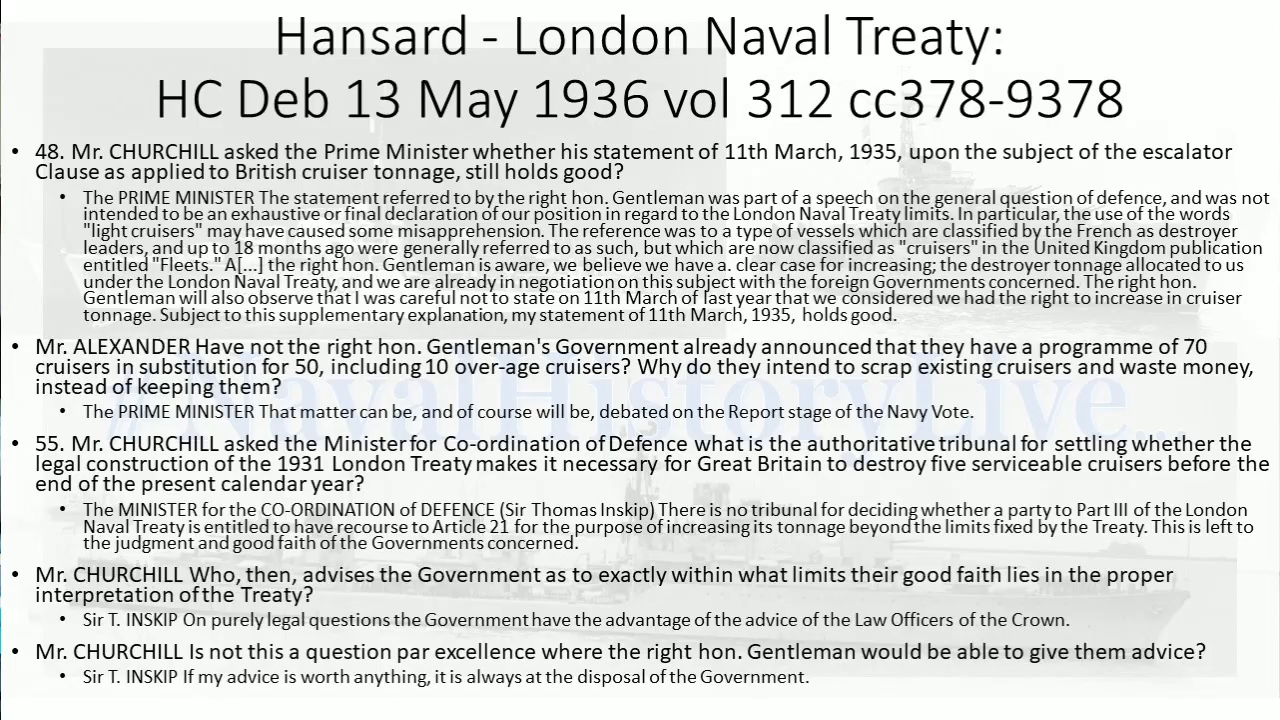 Hansard - London Naval Treaty:
HC Deb 13 May 1936 vol 312 cc378-9378
• 48. Mr. CHURCHILL asked the Prime Minister whether his statement of 11th March, 1935, upon the subject of the escalator
Clause as applied to British cruiser tonnage, still holds good?
• The PRIME MINISTER The statement referred to by the right hon. Gentleman was part of a speech on the general question of defence, and was not
intended to be an exhaustive or final declaration of our position in regard to the London Naval Treaty limits. In particular, the use of the words
"light cruisers" may have caused some misapprehension. The reference was to a type of vessels which are classified by the French as destroyer
leaders, and up to 18 months ago were generally referred to as such, but which are now classified as "cruisers" in the United Kingdom publication
entitled "Fleets." A[...] the right hon. Gentleman is aware, we believe we have a. clear case for increasing; the destroyer tonnage allocated to us
under the London Naval Treaty, and we are already in negotiation on this subject with the foreign Governments concerned. The right hon.
Gentleman will also observe that I was careful not to state on 11th March of last year that we considered we had the right to increase in cruiser
tonnage. Subject to this supplementary explanation, my statement of 11th March, 1935, holds good.
• Mr. ALEXANDER Have not the right hon. Gentleman's Government already announced that they have a programme of 70
cruisers in substitution for 50, including 10 over-age cruisers? Why do they intend to scrap existing cruisers and waste money,
instead of keeping them?
• The PRIME MINISTER That matter can be, and of course will be, debated on the Report stage of the Navy Vote.
#NavalHistoryLive...
• 55. Mr. CHURCHILL asked the Minister for Co-ordination of Defence what is the authoritative tribunal for settling whether the
legal construction of the 1931 London Treaty makes it necessary for Great Britain to destroy five serviceable cruisers before the
end of the present calendar year?
• The MINISTER for the CO-ORDINATION of DEFENCE (Sir Thomas Inskip) There is no tribunal for deciding whether a party to Part III of the London
Naval Treaty is entitled to have recourse to Article 21 for the purpose of increasing its tonnage beyond the limits fixed by the Treaty. This is left to
the judgment and good faith of the Governments concerned.
• Mr. CHURCHILL Who, then, advises the Government as to exactly within what limits their good faith lies in the proper
interpretation of the Treaty?
• Sir T. INSKIP On purely legal questions the Government have the advantage of the advice of the Law Officers of the Crown.
• Mr. CHURCHILL Is not this a question par excellence where the right hon. Gentleman would be able to give them advice?
• Sir T. INSKIP If my advice is worth anything, it is always at the disposal of the Government.